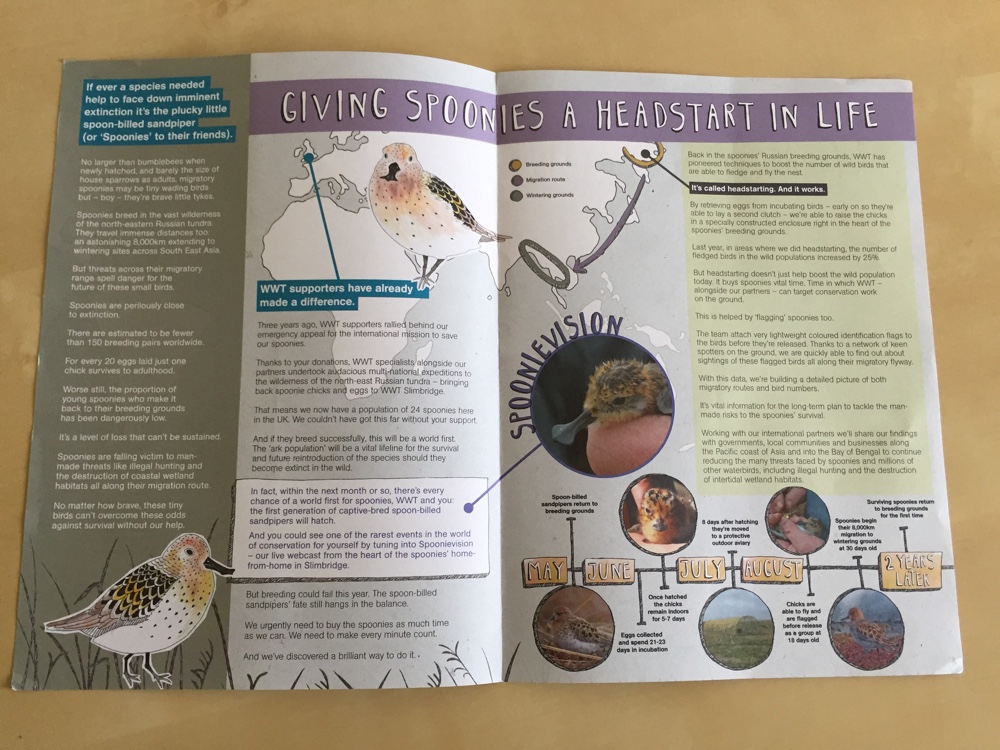 If ever a species needed
help to face down imminent
extinction it's the plucky little
spoon-billed sandpiper
(or 'Spoonies' to their friends).
No larger than bumblebees when
newly hatched, and barely the size of
house sparrows as adults, migratory
spoonies may be tiny wading birds
but – boy – they're brave little tykes.
Spoonies breed in the vast wilderness
of the north-eastern Russian tundra.
They travel immense distances too:
an astonishing 8,000km extending to
wintering sites across South East Asia.
But threats across their migratory
range spell danger for the
future of these small birds.
Spoonies are perilously close
to extinction.
There are estimated to be fewer
than 150 breeding pairs worldwide.
For every 20 eggs laid just one
chick survives to adulthood.
Worse still, the proportion of
young spoonies who make it
back to their breeding grounds
has been dangerously low.
It's a level of loss that can't be sustained.
Spoonies are falling victim to man-
made threats like illegal hunting and
the destruction of coastal wetland
habitats all along their migration route.
No matter how brave, these tiny
birds can't overcome these odds
against survival without our help.
GIVING SPOONIES A HEADSTART IN LIFE
WWT supporters have already
made a difference.
Three years ago, WWT supporters rallied behind our
emergency appeal for the international mission to save
our spoonies.
Thanks to your donations, WWT specialists alongside our
partners undertook audacious multi-national expeditions to
the wilderness of the north-east Russian tundra – bringing
back spoonie chicks and eggs to WWT Slimbridge.
That means we now have a population of 24 spoonies here
in the UK. We couldn't have got this far without your support.
And if they breed successfully, this will be a world first.
The 'ark population' will be a vital lifeline for the survival
and future reintroduction of the species should they
become extinct in the wild.
In fact, within the next month or so, there's every
chance of a world first for spoonies, WWT and you:
the first generation of captive-bred spoon-billed
sandpipers will hatch.
And you could see one of the rarest events in the world
of conservation for yourself by tuning into Spoonievision
– our live webcast from the heart of the spoonies' home-
from-home in Slimbridge.
But breeding could fail this year. The spoon-billed
sandpipers' fate still hangs in the balance.
We urgently need to buy the spoonies as much time
as we can. We need to make every minute count.
And we've discovered a brilliant way to do it.
Breeding grounds
Migration route
Wintering grounds
SPOONIEVISION
Back in the spoonies' Russian breeding grounds, WWT has
pioneered techniques to boost the number of wild birds that
are able to fledge and fly the nest.
It's called headstarting. And it works.
By retrieving eggs from incubating birds – early on so they're
able to lay a second clutch – we're able to raise the chicks
in a specially constructed enclosure right in the heart of the
spoonies' breeding grounds.
Last year, in areas where we did headstarting, the number of
fledged birds in the wild populations increased by 25%.
But headstarting doesn't just help boost the wild population
today. It buys spoonies vital time. Time in which WWT –
alongside our partners – can target conservation work
on the ground.
This is helped by 'flagging' spoonies too.
The team attach very lightweight coloured identification flags to
the birds before they're released. Thanks to a network of keen
spotters on the ground, we are quickly able to find out about
sightings of these flagged birds all along their migratory flyway.
With this data, we're building a detailed picture of both
migratory routes and bird numbers.
It's vital information for the long-term plan to tackle the man-
made risks to the spoonies' survival.
Working with our international partners we'll share our findings
with governments, local communities and businesses along
the Pacific coast of Asia and into the Bay of Bengal to continue
reducing the many threats faced by spoonies and millions of
other waterbirds, including illegal hunting and the destruction
of intertidal wetland habitats.
Spoon-billed
sandpipers return to
breeding grounds
8 days after hatching
they're moved
to a protective
outdoor aviary
Spoonies begin
their 8,000km
migration to
wintering grounds
at 30 days old
Surviving spoonies return
to breeding grounds
for the first time
MAY
JUNE
JULY
AUGUST
2 YEARS
LATER
Eggs collected
and spend 21-23
days in incubation
Once hatched
the chicks
remain indoors
for 5-7 days
Chicks are
able to fly and
are flagged
before release
as a group at
18 days old